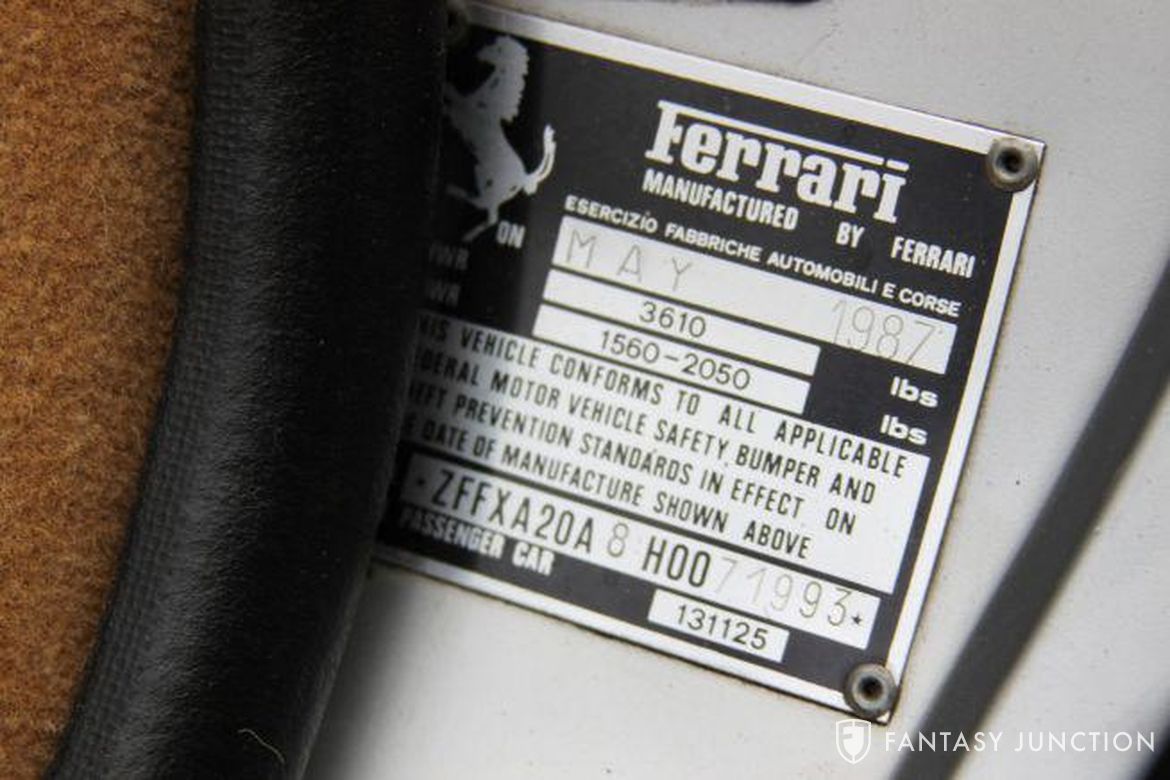 Ferrari
MANUFACTURED BY FERRARI
ESERCIZIO FABBRICHE AUTOMOBILI E CORSE
ON MAY 1987
3610 lbs
1560-2050 lbs
VEHICLE CONFORMS TO ALL APPLICABLE
MOTOR VEHICLE SAFETY, BUMPER AND
PREVENTION STANDARDS IN EFFECT ON
DATE OF MANUFACTURE SHOWN ABOVE
ZFFXA20A 8 H0071993*
PASSENGER CAR
131125
FANTASY JUNCTION